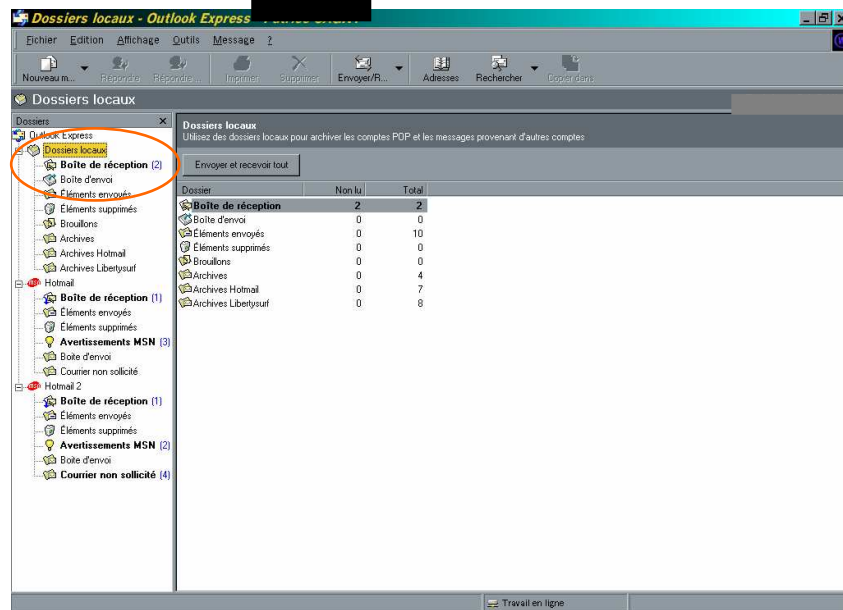 Dossiers locaux - Outlook Express
Fichier Edition Affichage Outils Message ?
Nouveau m... Répondre Répondre... Imprimer Supprimer Envoyer/R... Adresses Rechercher Copier dans
Dossiers locaux
Dossiers
Outlook Express
Dossiers locaux
Boîte de réception (2)
Boîte d'envoi
Éléments envoyés
Éléments supprimés
Brouillons
Archives
Archives Hotmail
Archives Libertysurf
Hotmail
Boîte de réception (1)
Éléments envoyés
Éléments supprimés
Avertissements MSN (3)
Boite d'envoi
Courrier non sollicité
Hotmail 2
Boîte de réception (1)
Éléments envoyés
Éléments supprimés
Avertissements MSN (2)
Boite d'envoi
Courrier non sollicité (4)
Dossiers locaux
Utilisez des dossiers locaux pour archiver les comptes POP et les messages provenant d'autres comptes
Envoyer et recevoir tout
Dossier Non lu Total
Boîte de réception 2 2
Boîte d'envoi 0 0
Éléments envoyés 0 10
Éléments supprimés 0 0
Brouillons 0 0
Archives 0 4
Archives Hotmail 0 7
Archives Libertysurf 0 8
Travail en ligne